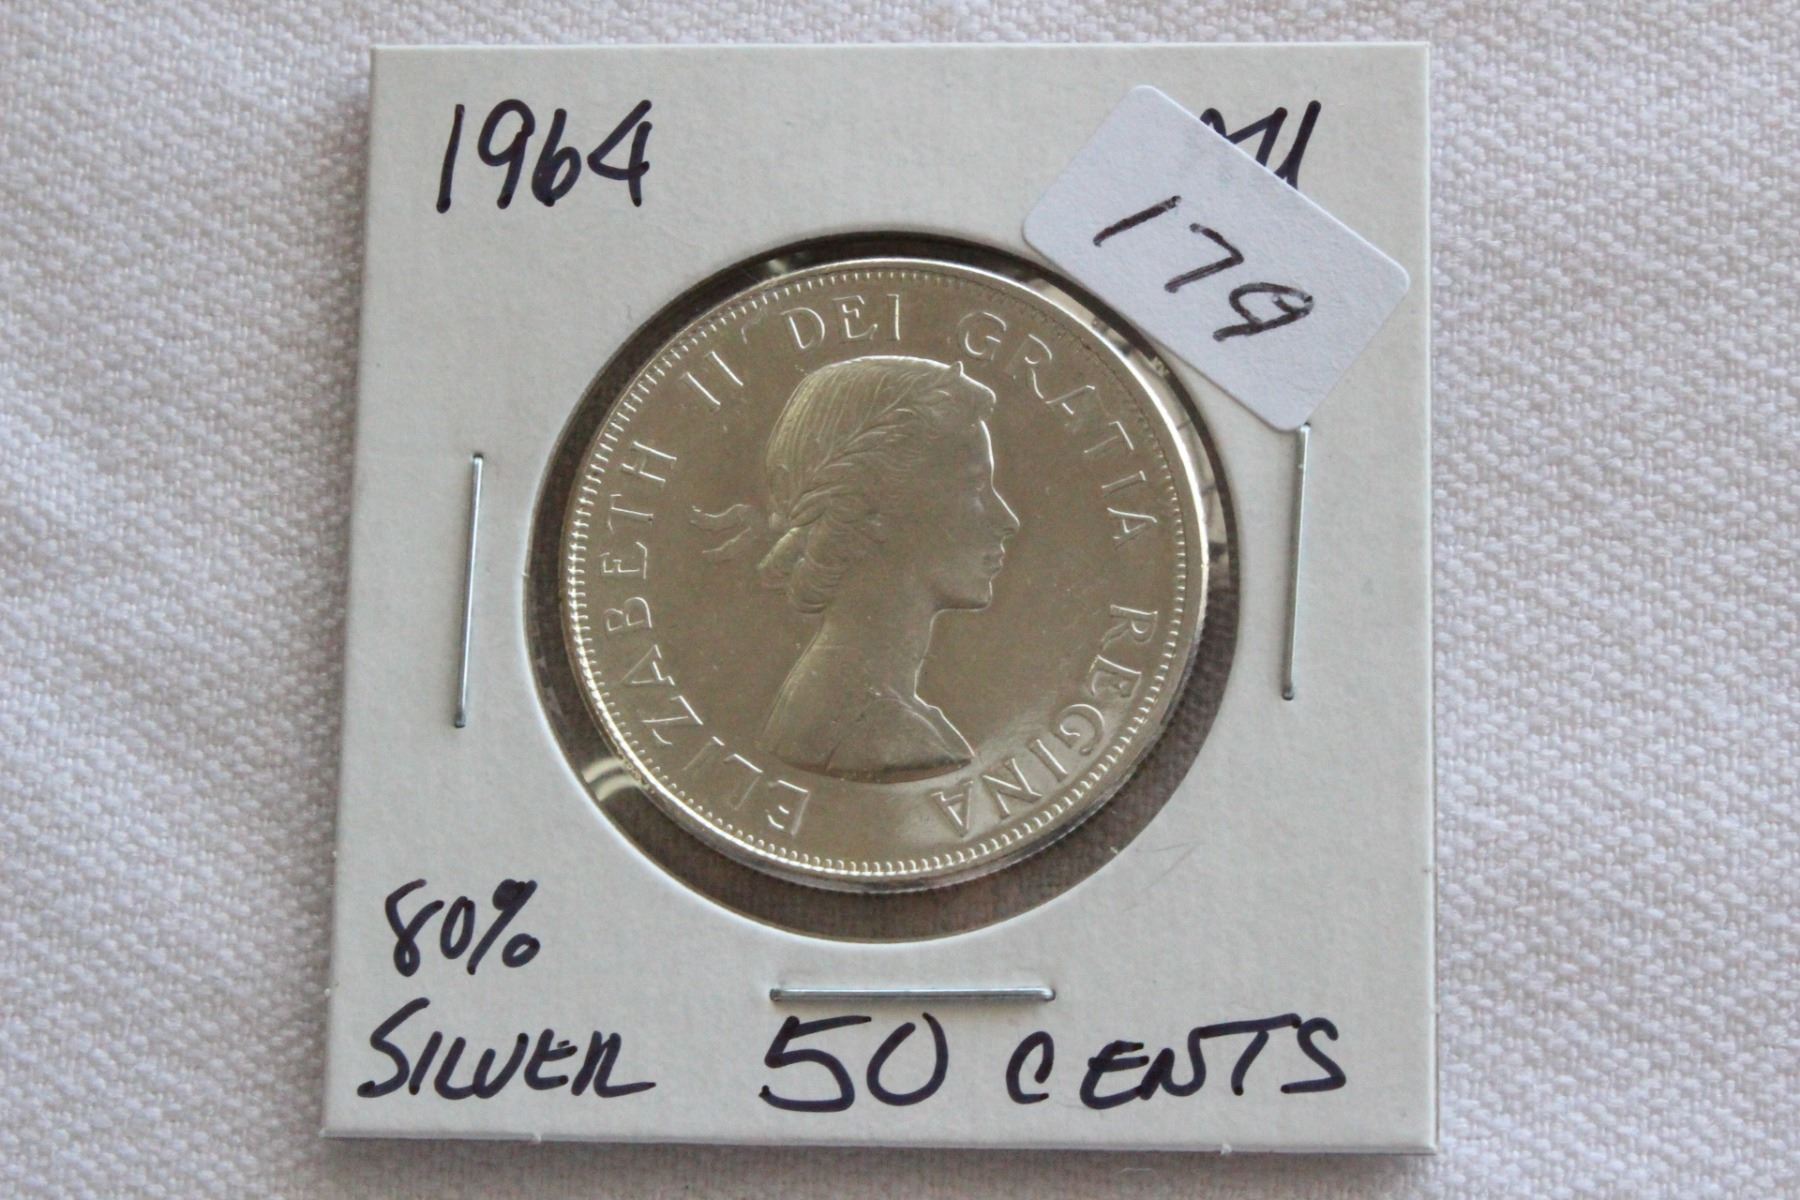 1964
179
ELIZABETH II DEI GRATIA REGINA
80%
SILVER 50 CENTS